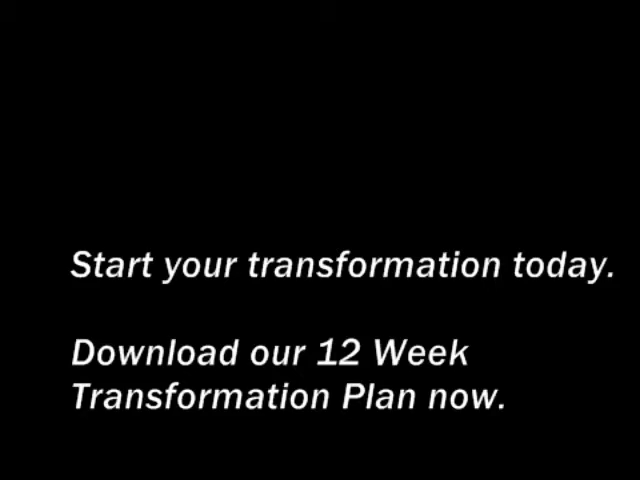 Start your transformation today.
Download our 12 Week
Transformation Plan now.